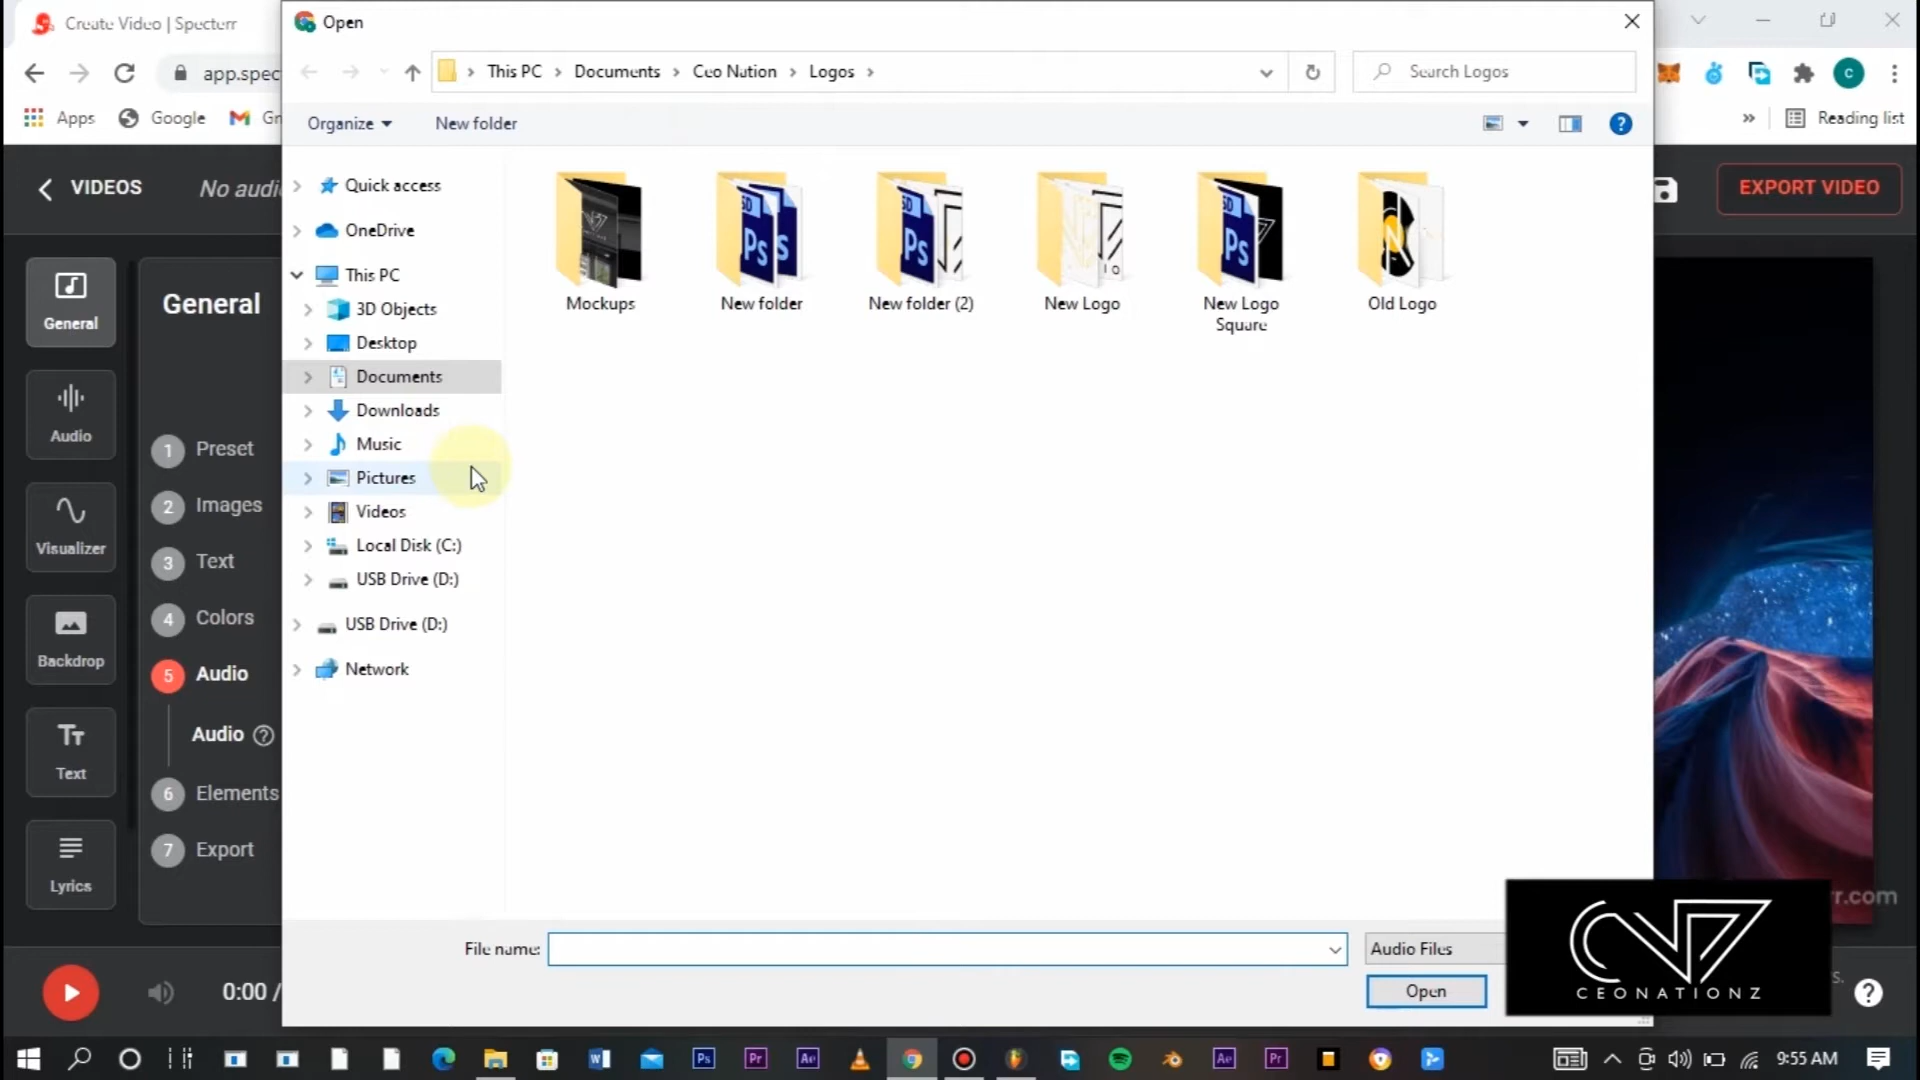 Create Video | Specterr
Open
This PC
Documents
Ceo Nation
Logos
Search Logos
app.spec
Apps
Google
Gr
Reading list
Organize
New folder
VIDEOS
No audi
EXPORT VIDEO
General
Audio
Visualizer
Backdrop
Text
Lyrics
General
1 Preset
2 Images
3 Text
4 Colors
5 Audio
Audio
6 Elements
7 Export
Quick access
OneDrive
This PC
3D Objects
Desktop
Documents
Downloads
Music
Pictures
Videos
Local Disk (C:)
USB Drive (D:)
USB Drive (D:)
Network
Mockups
New folder
New folder (2)
New Logo
New Logo
Square
Old Logo
File name:
Audio Files
Open
0:00 /
r.com
s.
CEONATIONZ
9:55 AM